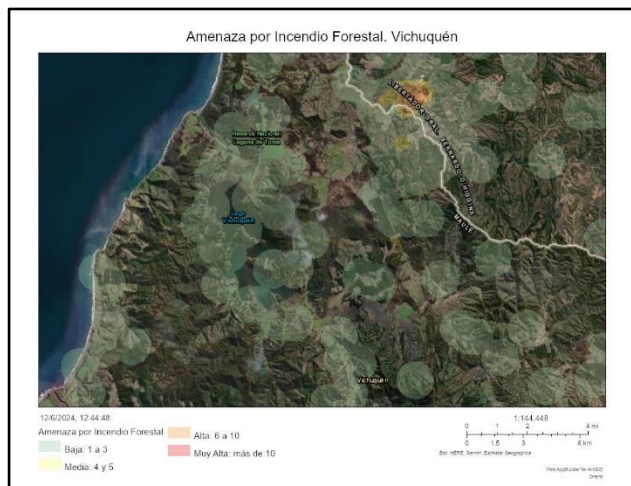 Amenaza por Incendio Forestal. Vichuquén
LIBERTADOR GRAL. BERNARDO O'HIGGINS
MAULE
Reserva Nacional
Laguna de Torca
Lago
Vichuquén
Vichuquén
12/6/2024, 12:44:48
Amenaza por Incendio Forestal
Baja: 1 a 3
Media: 4 y 5
Alta: 6 a 10
Muy Alta: más de 10
1:144,448
0 1 2 4 mi
0 1.5 3 6 km
Esri, HERE, Garmin, Earthstar Geographics
Web AppBuilder for ArcGIS